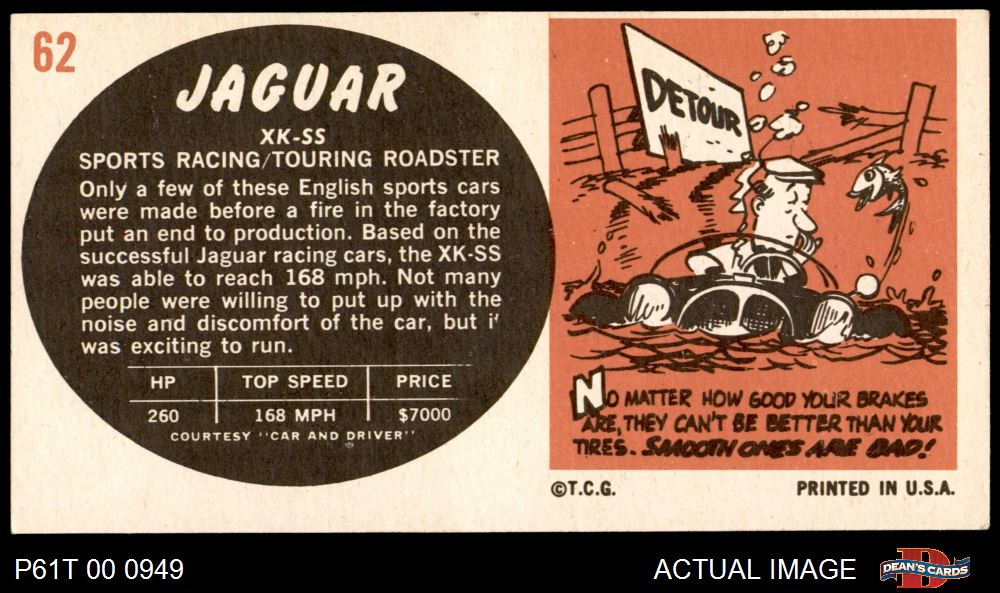 62
JAGUAR
XK-SS
SPORTS RACING/TOURING ROADSTER
Only a few of these English sports cars
were made before a fire in the factory
put an end to production. Based on the
successful Jaguar racing cars, the XK-SS
was able to reach 168 mph. Not many
people were willing to put up with the
noise and discomfort of the car, but i'
was exciting to run.
HP TOP SPEED PRICE
260 168 MPH $7000
COURTESY "CAR AND DRIVER"
DETOUR
NO MATTER HOW GOOD YOUR BRAKES
ARE, THEY CAN'T BE BETTER THAN YOUR
TIRES. SMOOTH ONES ARE BAD!
©T.C.G. PRINTED IN U.S.A.
P61T 00 0949 ACTUAL IMAGE D DEAN'S CARDS